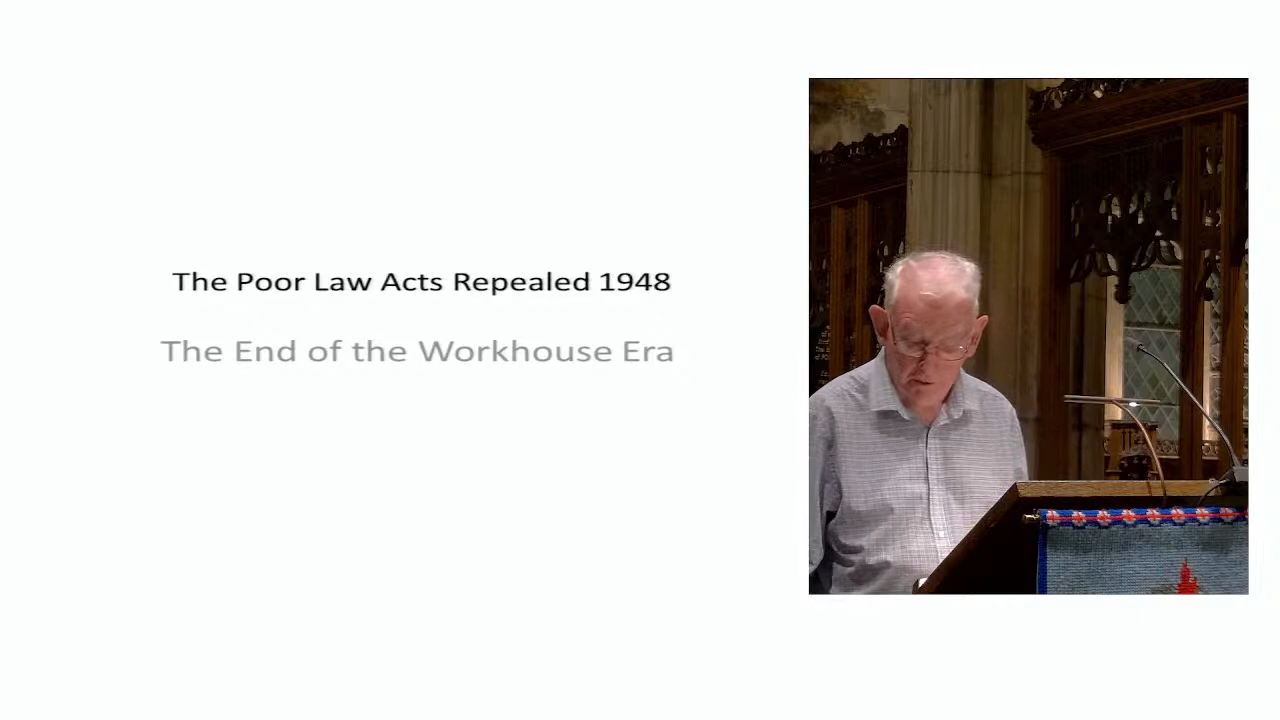 The Poor Law Acts Repealed 1948
The End of the Workhouse Era